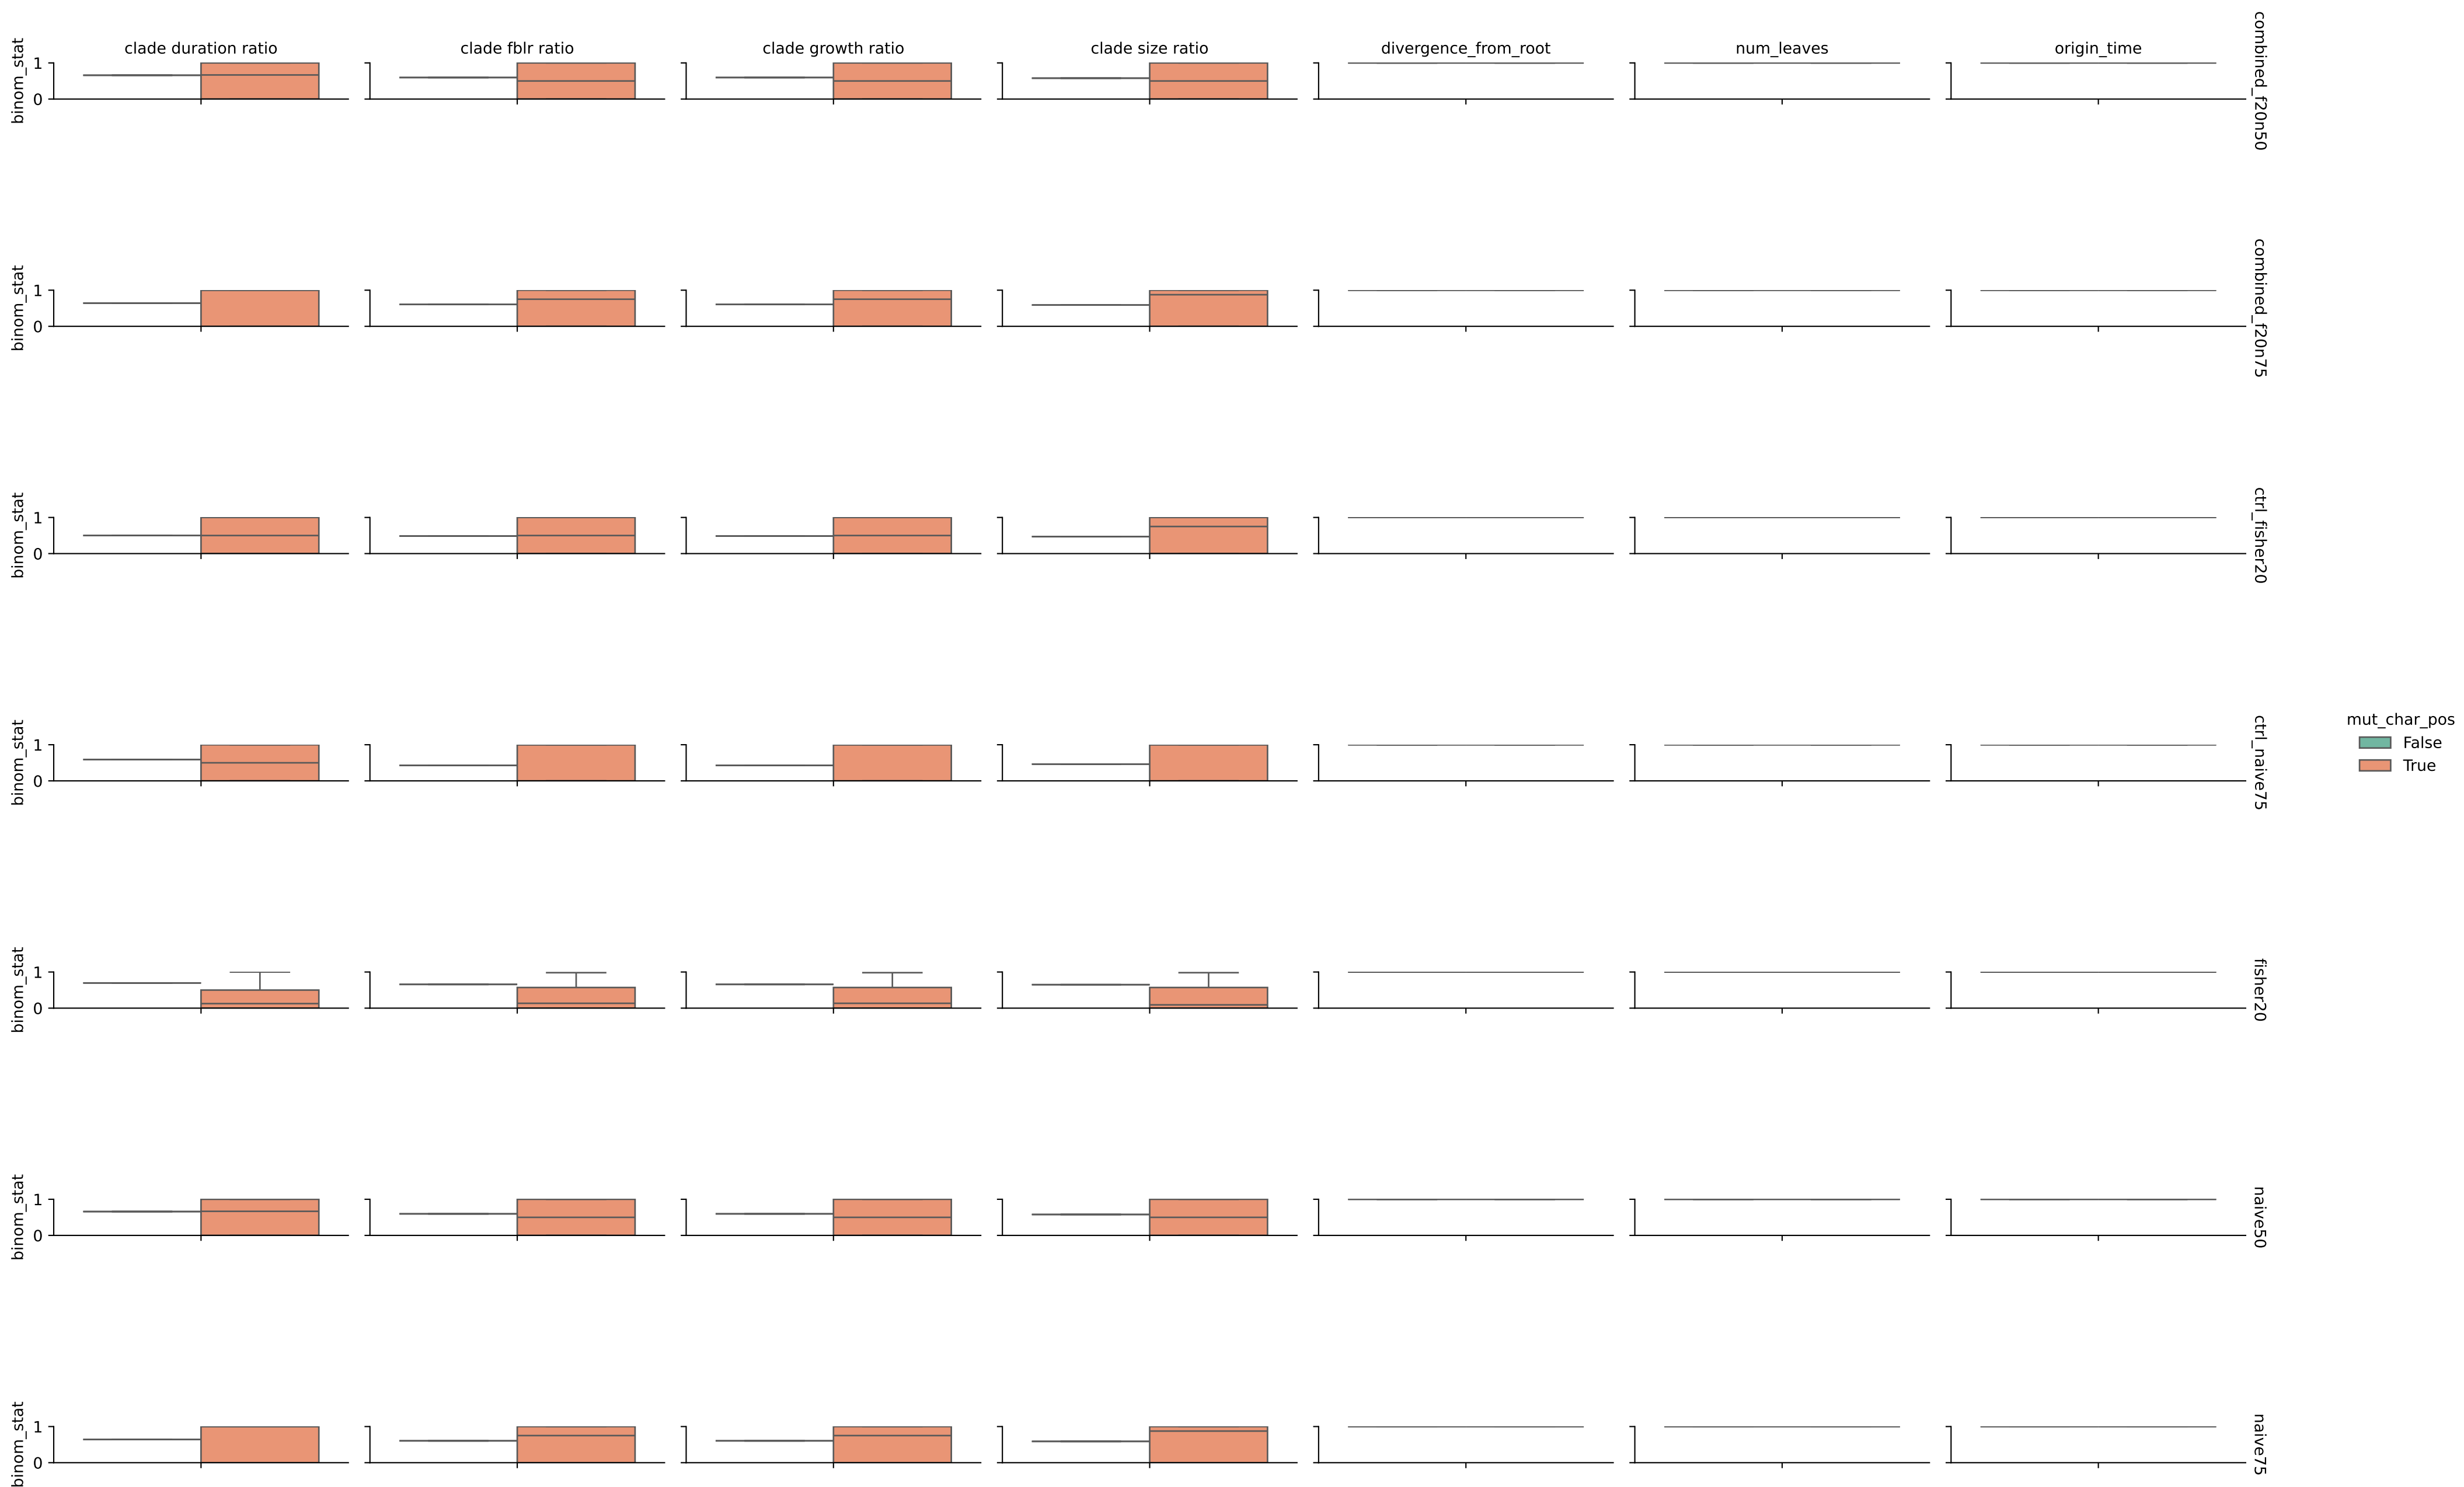 clade duration ratio
clade fblr ratio
clade growth ratio
clade size ratio
divergence_from_root
num_leaves
origin_time
binom_stat
1
0
combined_f20n50
binom_stat
1
0
combined_f20n75
binom_stat
1
0
ctrl_fisher20
binom_stat
1
0
ctrl_naive75
mut_char_pos
False
True
binom_stat
1
0
fisher20
binom_stat
1
0
naive50
binom_stat
1
0
naive75